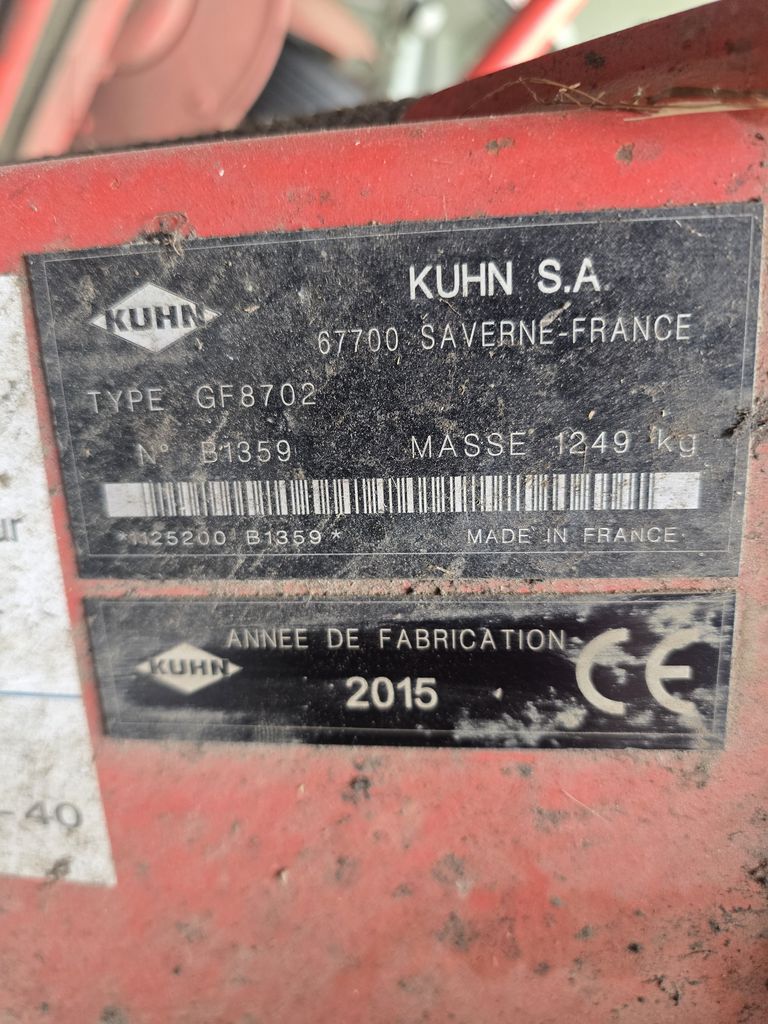 KUHN
KUHN S.A.
67700 SAVERNE-FRANCE
TYPE GF8702
N° B1359 MASSE 1249 kg
*1125200 B1359*
MADE IN FRANCE
KUHN
ANNEE DE FABRICATION
2015
CE
ur
-40